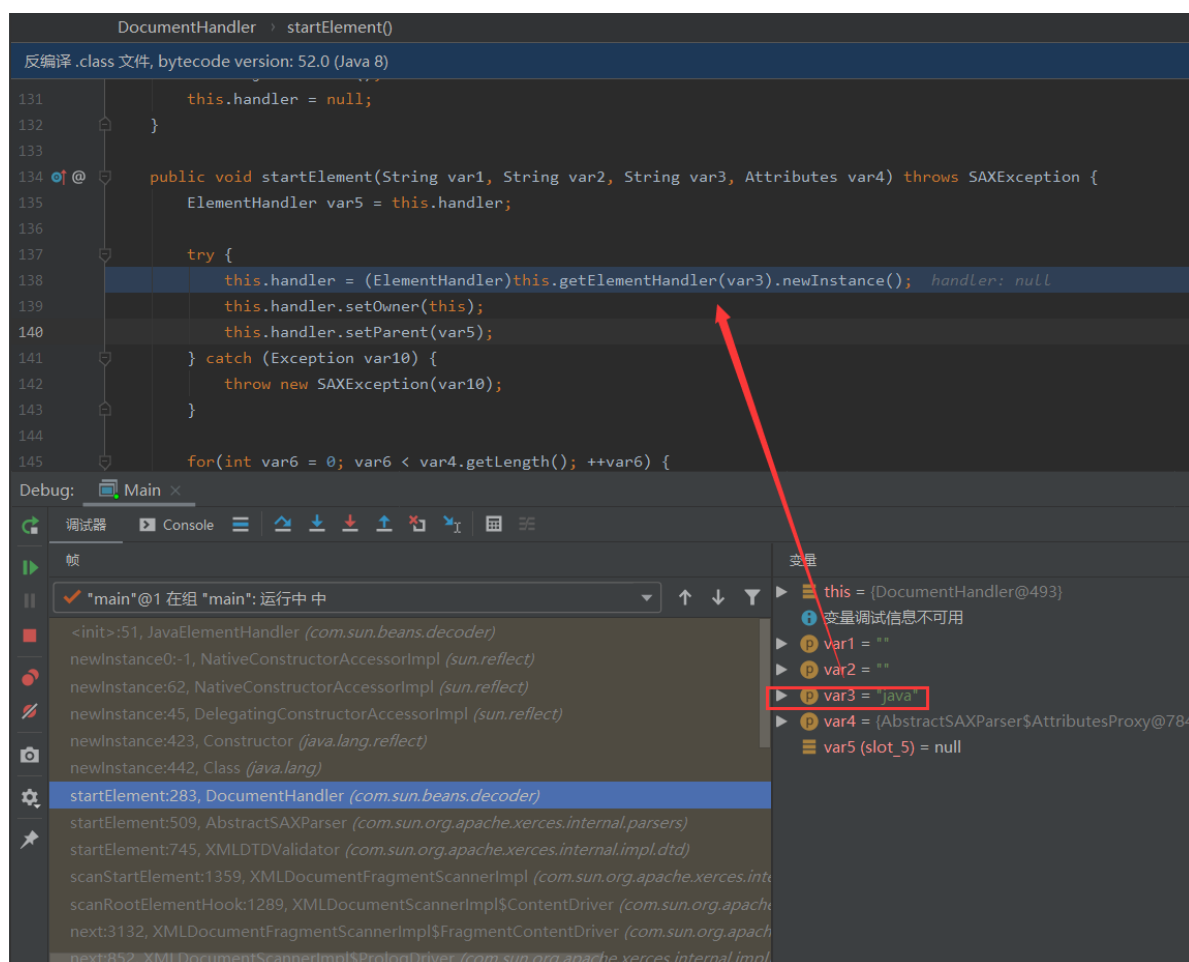 DocumentHandler › startElement()
反编译 .class 文件, bytecode version: 52.0 (Java 8)
131 this.handler = null;
132 }
133
134 @ public void startElement(String var1, String var2, String var3, Attributes var4) throws SAXException {
135 ElementHandler var5 = this.handler;
136
137 try {
138 this.handler = (ElementHandler)this.getElementHandler(var3).newInstance(); handler: null
139 this.handler.setOwner(this);
140 this.handler.setParent(var5);
141 } catch (Exception var10) {
142 throw new SAXException(var10);
143 }
144
145 for(int var6 = 0; var6 < var4.getLength(); ++var6) {
Debug: Main ×
调试器 Console
帧
"main"@1 在组 "main": 运行中 中
<init>:51, JavaElementHandler (com.sun.beans.decoder)
newInstance0:-1, NativeConstructorAccessorImpl (sun.reflect)
newInstance:62, NativeConstructorAccessorImpl (sun.reflect)
newInstance:45, DelegatingConstructorAccessorImpl (sun.reflect)
newInstance:423, Constructor (java.lang.reflect)
newInstance:442, Class (java.lang)
startElement:283, DocumentHandler (com.sun.beans.decoder)
startElement:509, AbstractSAXParser (com.sun.org.apache.xerces.internal.parsers)
startElement:745, XMLDTDValidator (com.sun.org.apache.xerces.internal.impl.dtd)
scanStartElement:1359, XMLDocumentFragmentScannerImpl (com.sun.org.apache.xerces.inte
scanRootElementHook:1289, XMLDocumentScannerImpl$ContentDriver (com.sun.org.apach
next:3132, XMLDocumentFragmentScannerImpl$FragmentContentDriver (com.sun.org.apach
next:852, XMLDocumentScannerImpl$PrologDriver (com.sun.org.apache.xerces.internal.impl
变量
this = {DocumentHandler@493}
变量调试信息不可用
var1 = ""
var2 = ""
var3 = "java"
var4 = {AbstractSAXParser$AttributesProxy@784
var5 (slot_5) = null